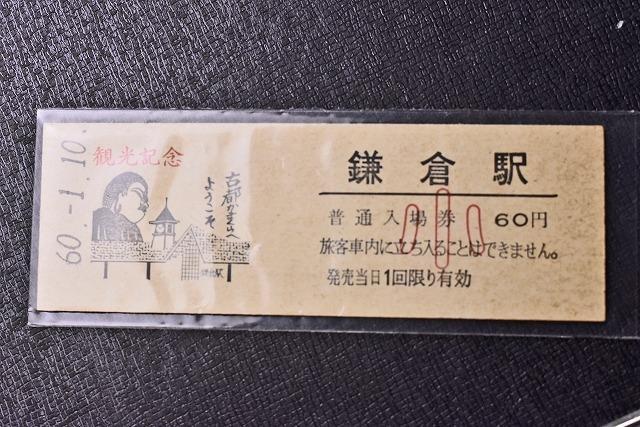 60-1.10.
観光記念
古都かまくらへ
ようこそ
鎌倉駅
鎌倉駅
普通入場券 60円
小
旅客車内に立ち入ることはできません。
発売当日1回限り有効